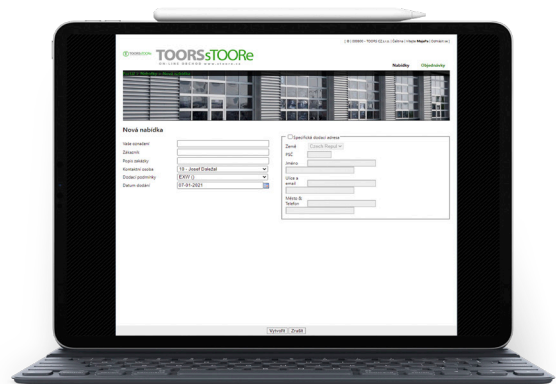 TOORSsTOORe
ON-LINE OBCHOD www.stoore.cz
Nabídky Objednávky
Nová nabídka
Vaše označení
Zákazník
Popis zakázky
Kontaktní osoba 10 - Josef Doležal
Dodací podmínky EXW ()
Datum dodání 07-01-2021
Specifická dodací adresa
Země Czech Republ
PSČ
Jméno
Ulice a
email
Město &
Telefon
Vytvořit Zrušit